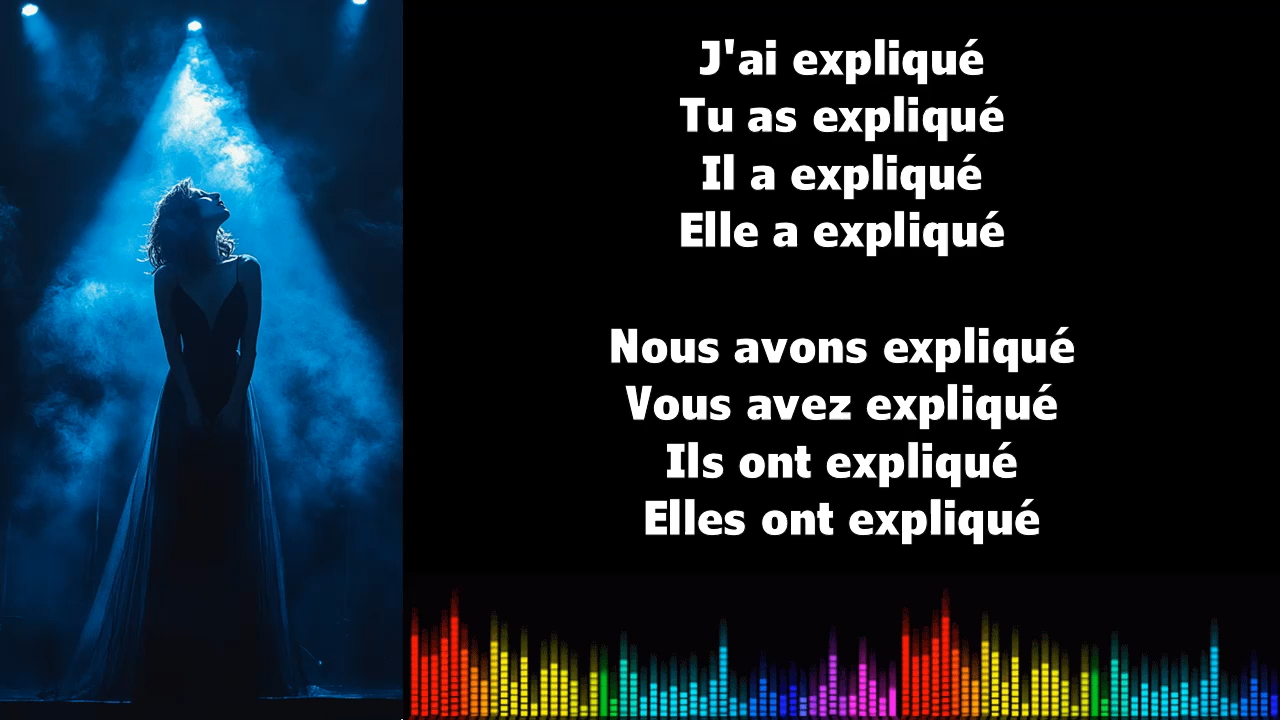 J'ai expliqué
Tu as expliqué
Il a expliqué
Elle a expliqué
Nous avons expliqué
Vous avez expliqué
Ils ont expliqué
Elles ont expliqué